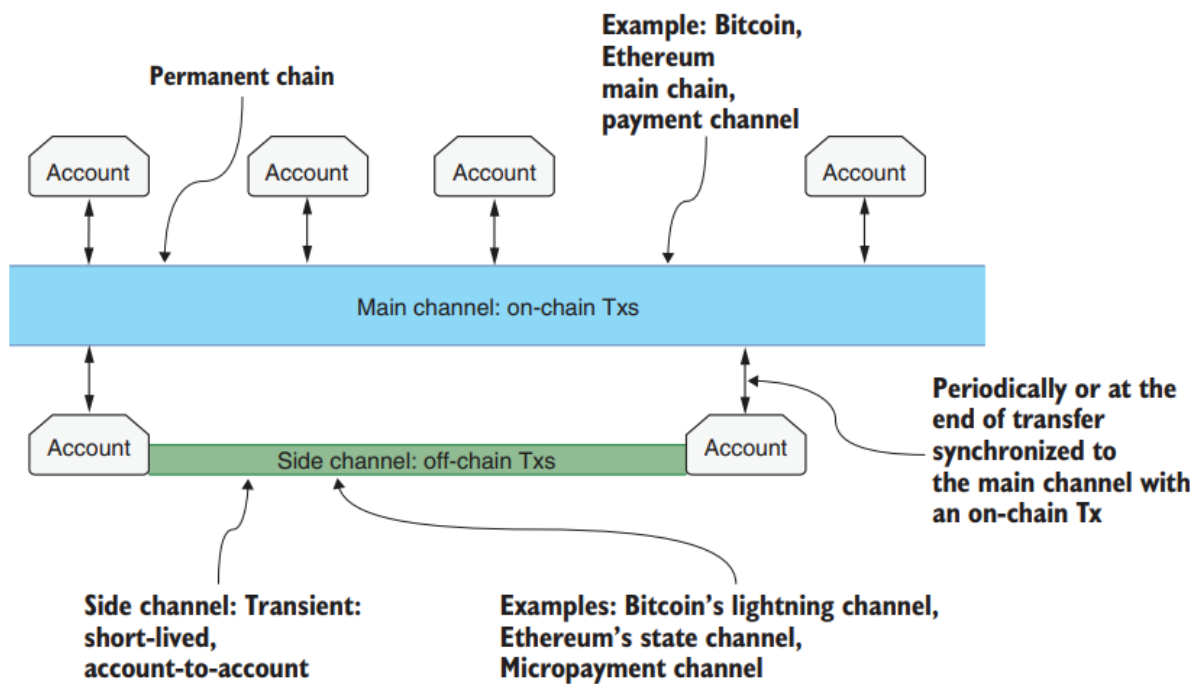 Example: Bitcoin,
Ethereum
main chain,
payment channel
Permanent chain
Account
Account
Account
Account
Main channel: on-chain Txs
Account
Side channel: off-chain Txs
Account
Periodically or at the
end of transfer
synchronized to
the main channel with
an on-chain Tx
Side channel: Transient:
short-lived,
account-to-account
Examples: Bitcoin's lightning channel,
Ethereum's state channel,
Micropayment channel